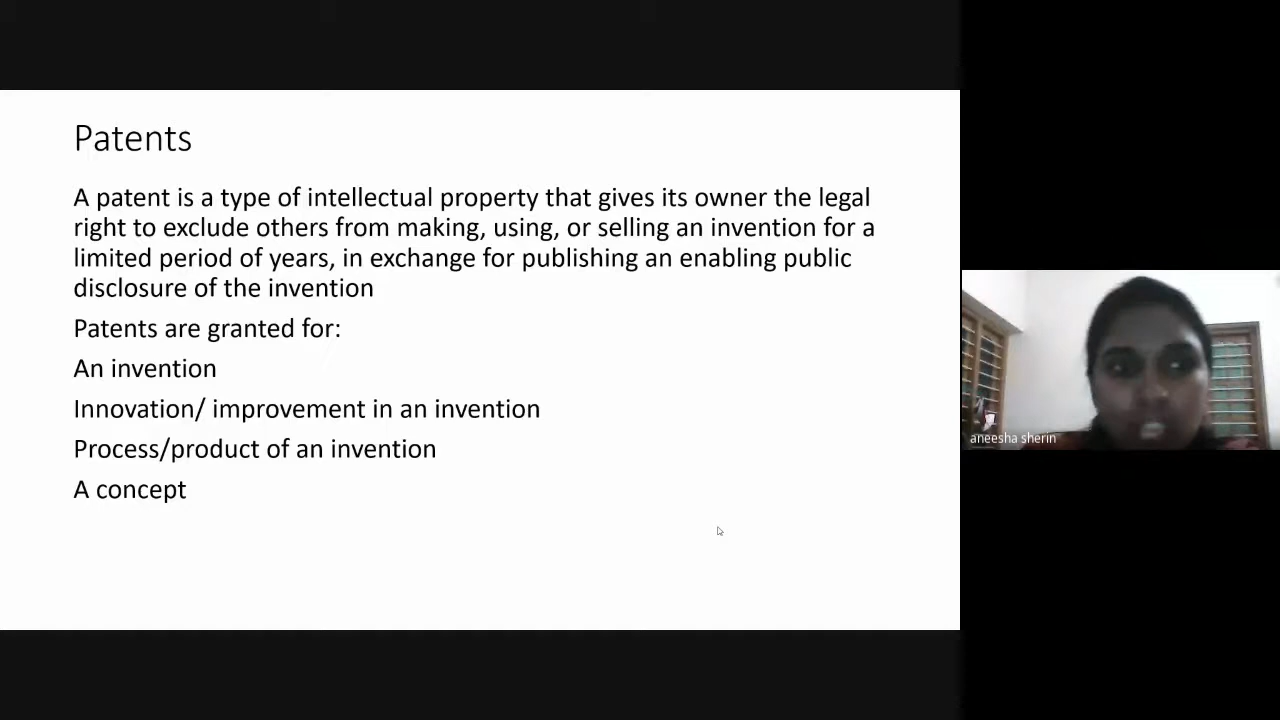 Patents
A patent is a type of intellectual property that gives its owner the legal
right to exclude others from making, using, or selling an invention for a
limited period of years, in exchange for publishing an enabling public
disclosure of the invention
Patents are granted for:
An invention
Innovation/ improvement in an invention
Process/product of an invention
A concept
aneesha sherin